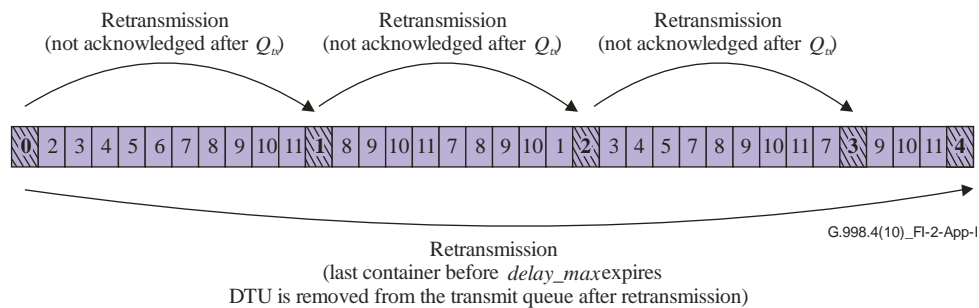 Retransmission Retransmission Retransmission
(not acknowledged after Qtx) (not acknowledged after Qtx) (not acknowledged after Qtx)
0 2 3 4 5 6 7 8 9 10 11 1 8 9 10 11 7 8 9 10 1 2 3 4 5 7 8 9 10 11 7 3 9 10 11 4
G.998.4(10)_FI-2-App-I
Retransmission
(last container before delay_max expires
DTU is removed from the transmit queue after retransmission)